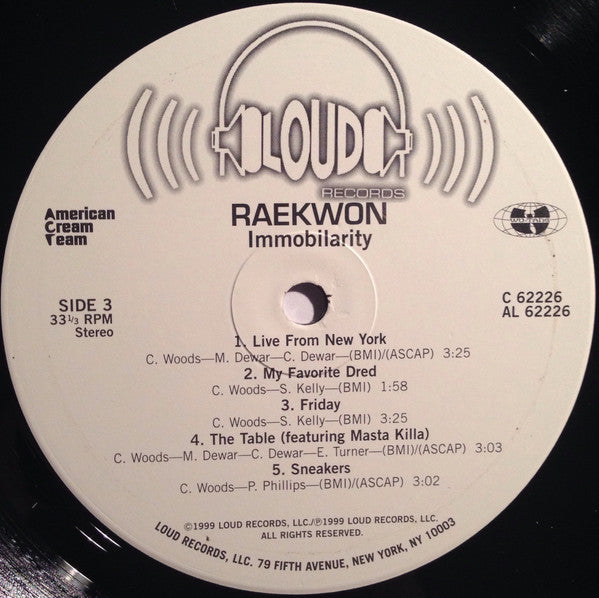 LOUD
RECORDS
RAEKWON
Immobilarity
American
Cream
Team
WU-TANG
SIDE 3
33 1/3 RPM
Stereo
C 62226
AL 62226
1. Live From New York
C. Woods—M. Dewar—C. Dewar—(BMI)/(ASCAP) 3:25
2. My Favorite Dred
C. Woods—S. Kelly—(BMI) 1:58
3. Friday
C. Woods—S. Kelly—(BMI) 3:25
4. The Table (featuring Masta Killa)
C. Woods—M. Dewar—C. Dewar—E. Turner—(BMI)/(ASCAP) 3:03
5. Sneakers
C. Woods—P. Phillips—(BMI)/(ASCAP) 3:02
©1999 LOUD RECORDS, LLC./℗1999 LOUD RECORDS, LLC.
ALL RIGHTS RESERVED.
LOUD RECORDS, LLC. 79 FIFTH AVENUE, NEW YORK, NY 10003